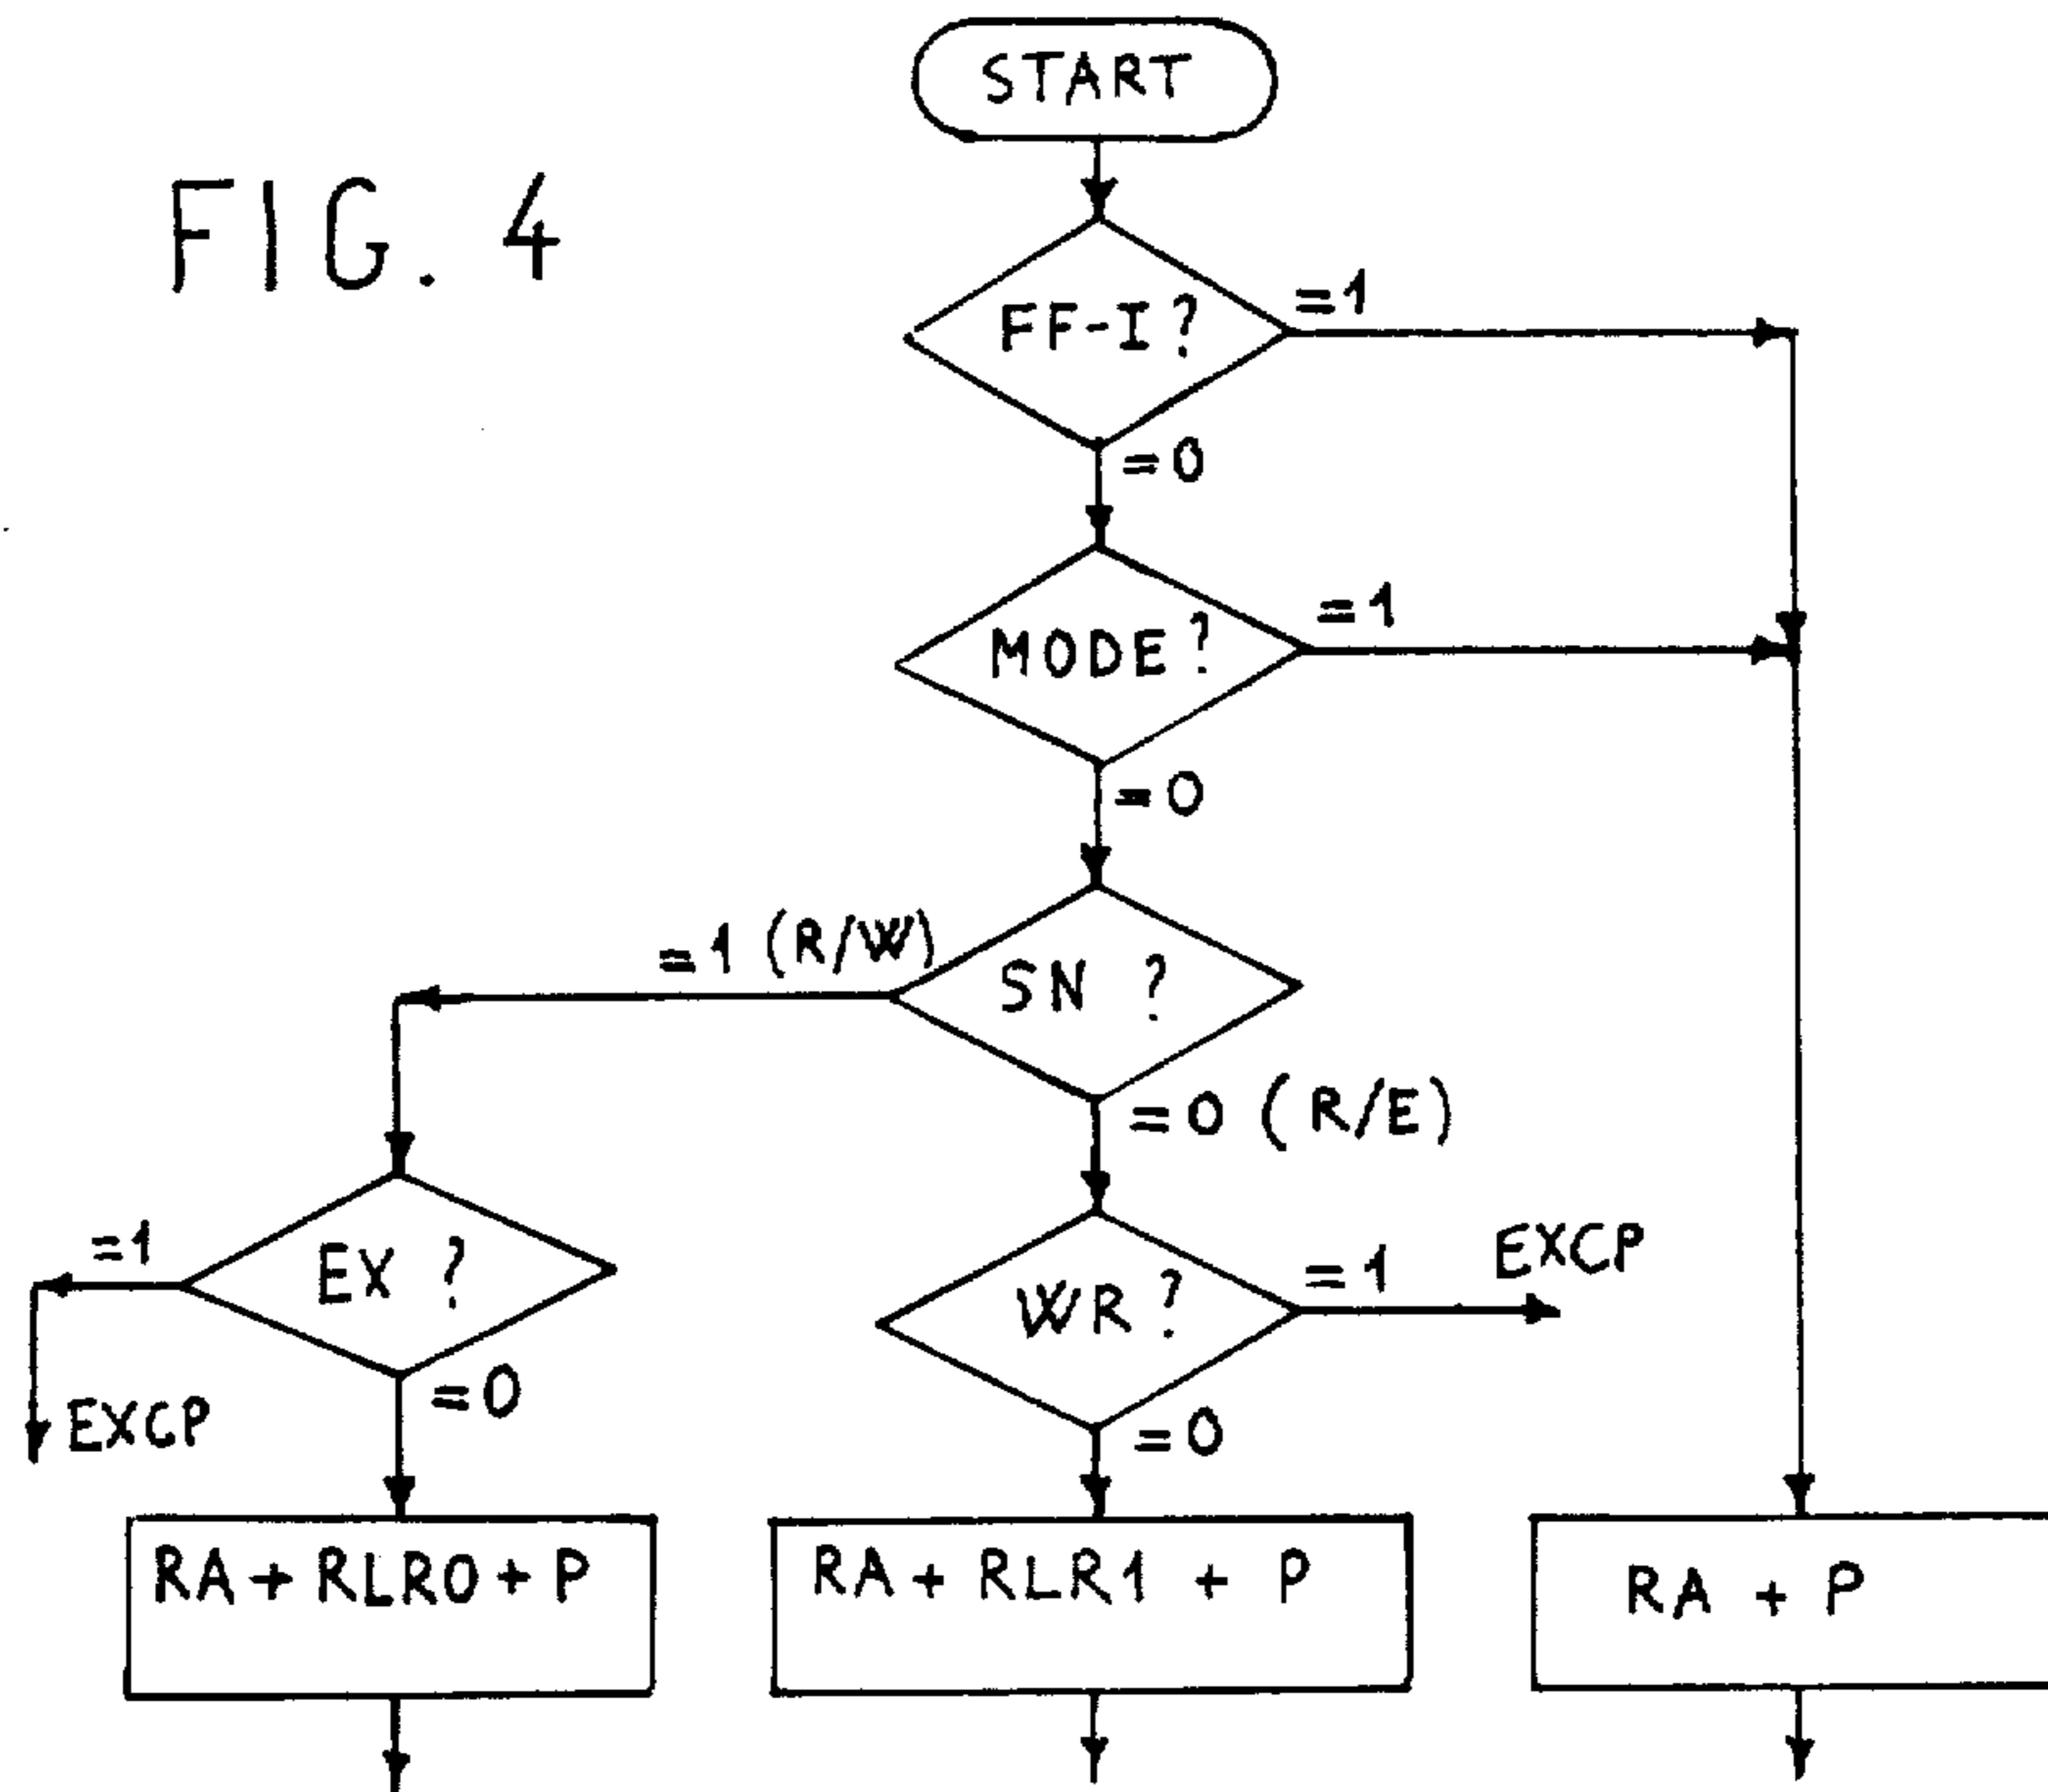 START
FIG. 4
FF-I?
=1
=0
MODE?
=1
=0
=1 (R/W)
SN ?
=0 (R/E)
=1
EX ?
=0
EXCP
WR?
=1
EXCP
=0
RA + RLR0 + P
RA + RLR1 + P
RA + P